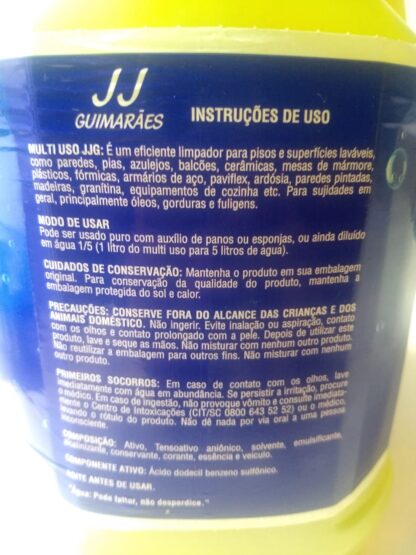 JJ
GUIMARÃES
INSTRUÇÕES DE USO
MULTI USO JJG: É um eficiente limpador para pisos e superfícies laváveis,
como paredes, pias, azulejos, balcões, cerâmicas, mesas de mármore,
plásticos, fórmicas, armários de aço, paviflex, ardósia, paredes pintadas,
madeiras, granitina, equipamentos de cozinha etc. Para sujidades em
geral, principalmente óleos, gorduras e fuligens.
MODO DE USAR
Pode ser usado puro com auxílio de panos ou esponjas, ou ainda diluído
em água 1/5 (1 litro do multi uso para 5 litros de agua).
CUIDADOS DE CONSERVAÇÃO: Mantenha o produto em sua embalagem
original. Para conservação da qualidade do produto, mantenha a
embalagem protegida do sol e calor.
PRECAUÇÕES: CONSERVE FORA DO ALCANCE DAS CRIANÇAS E DOS
ANIMAIS DOMÉSTICO. Não ingerir. Evite inalação ou aspiração, contato
com os olhos e contato prolongado com a pele. Depois de utilizar este
produto, lave e seque as mãos. Não misturar com nenhum outro produto.
Não reutilizar a embalagem para outros fins. Não misturar com nenhum
outro produto.
PRIMEIROS SOCORROS: Em caso de contato com os olhos, lave
imediatamente com água em abundância. Se persistir a irritação, procure
o médico. Em caso de ingestão, não provoque vômito e consulte imediata-
mente o Centro de Intoxicações (CIT/SC 0800 643 52 52) ou o médico,
levando o rótulo do produto. Não dê nada por via oral a uma pessoa
inconsciente.
COMPOSIÇÃO: Ativo, Tensoativo aniônico, solvente, emulsificante,
alcalinizante, conservante, corante, essência e veículo.
COMPONENTE ATIVO: Ácido dodecil benzeno sulfônico.
AGITE ANTES DE USAR.
"Água: Pode faltar, não desperdice."